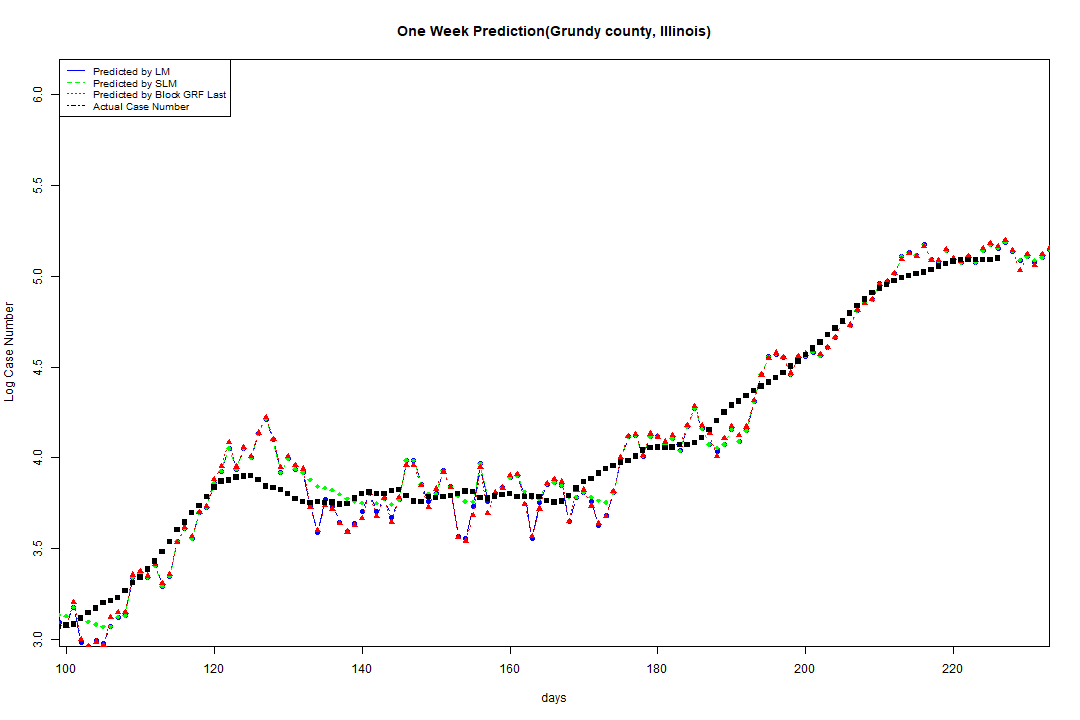 One Week Prediction(Grundy county, Illinois)
Predicted by LM
Predicted by SLM
Predicted by Block GRF Last
Actual Case Number
6.0
5.5
5.0
4.5
4.0
3.5
3.0
Log Case Number
100 120 140 160 180 200 220
days